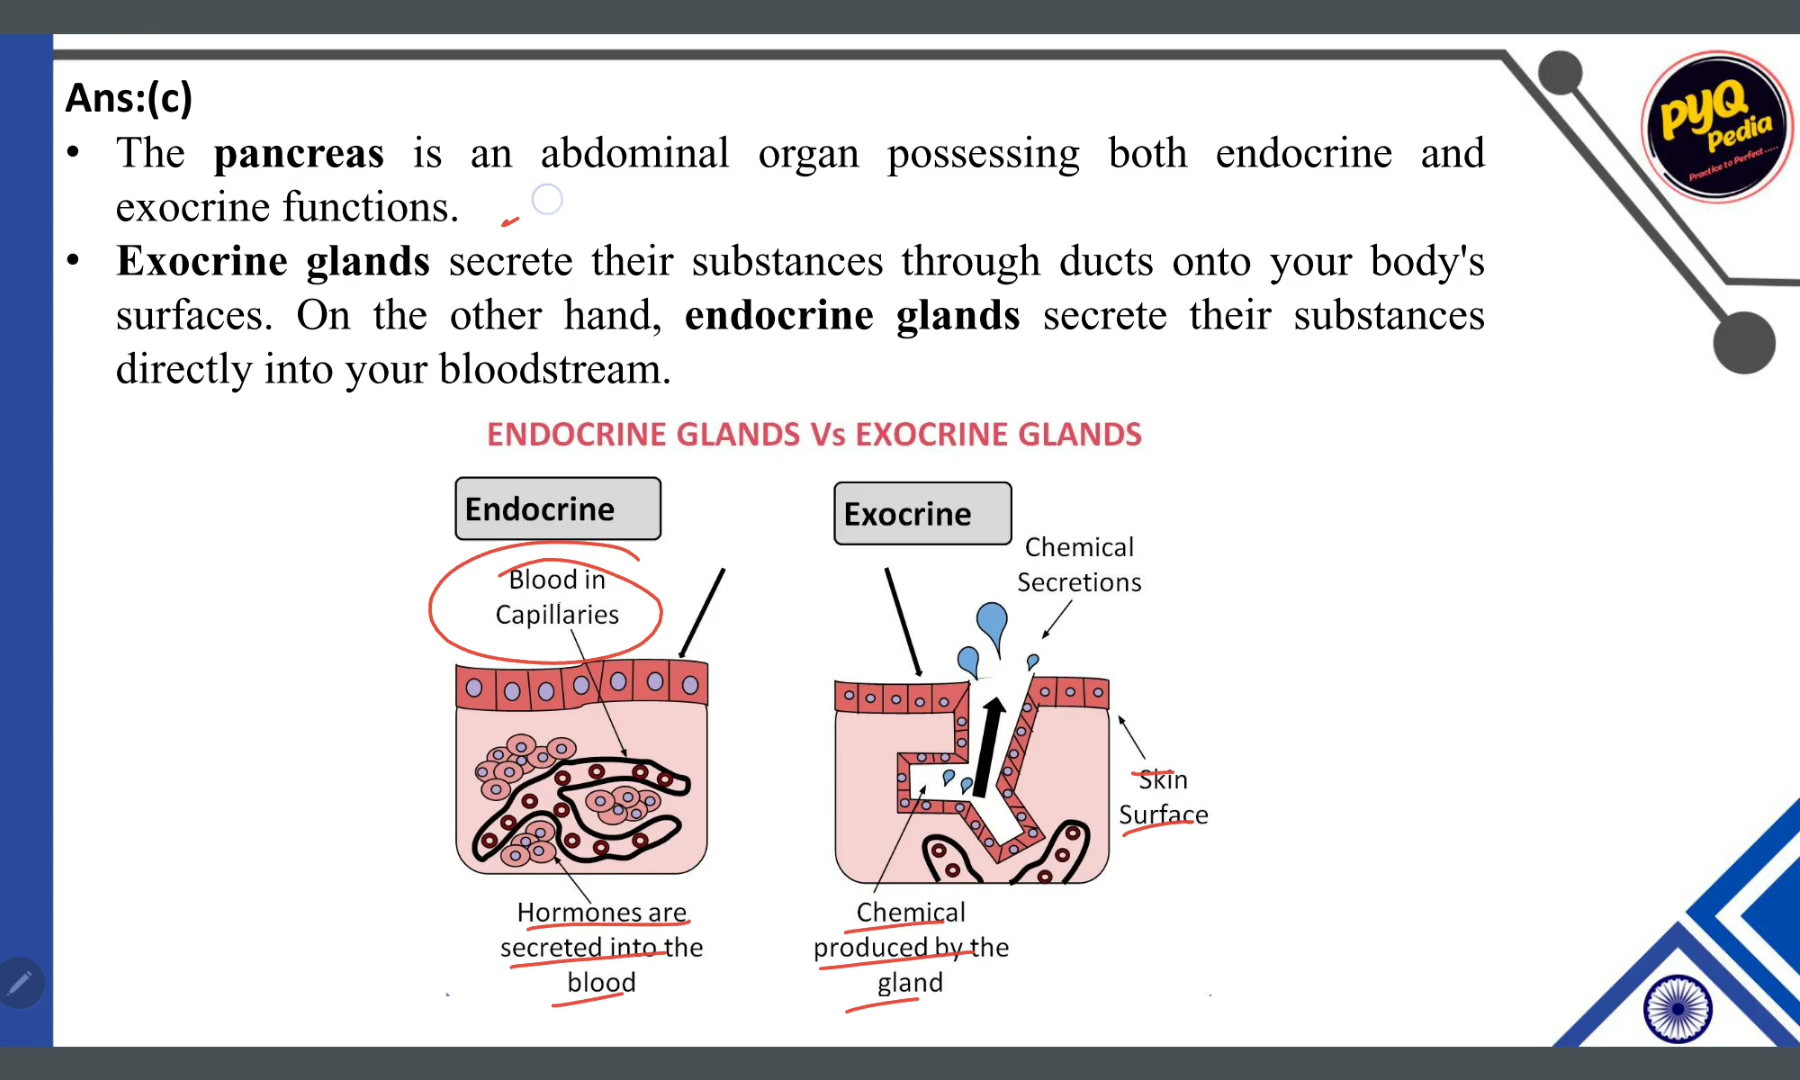 Ans:(c)
• The pancreas is an abdominal organ possessing both endocrine and
exocrine functions.
• Exocrine glands secrete their substances through ducts onto your body's
surfaces. On the other hand, endocrine glands secrete their substances
directly into your bloodstream.
ENDOCRINE GLANDS Vs EXOCRINE GLANDS
Endocrine
Blood in
Capillaries
Hormones are
secreted into the
blood
Exocrine
Chemical
Secretions
Skin
Surface
Chemical
produced by the
gland
PYQ
Pedia
Practice to Perfect.....